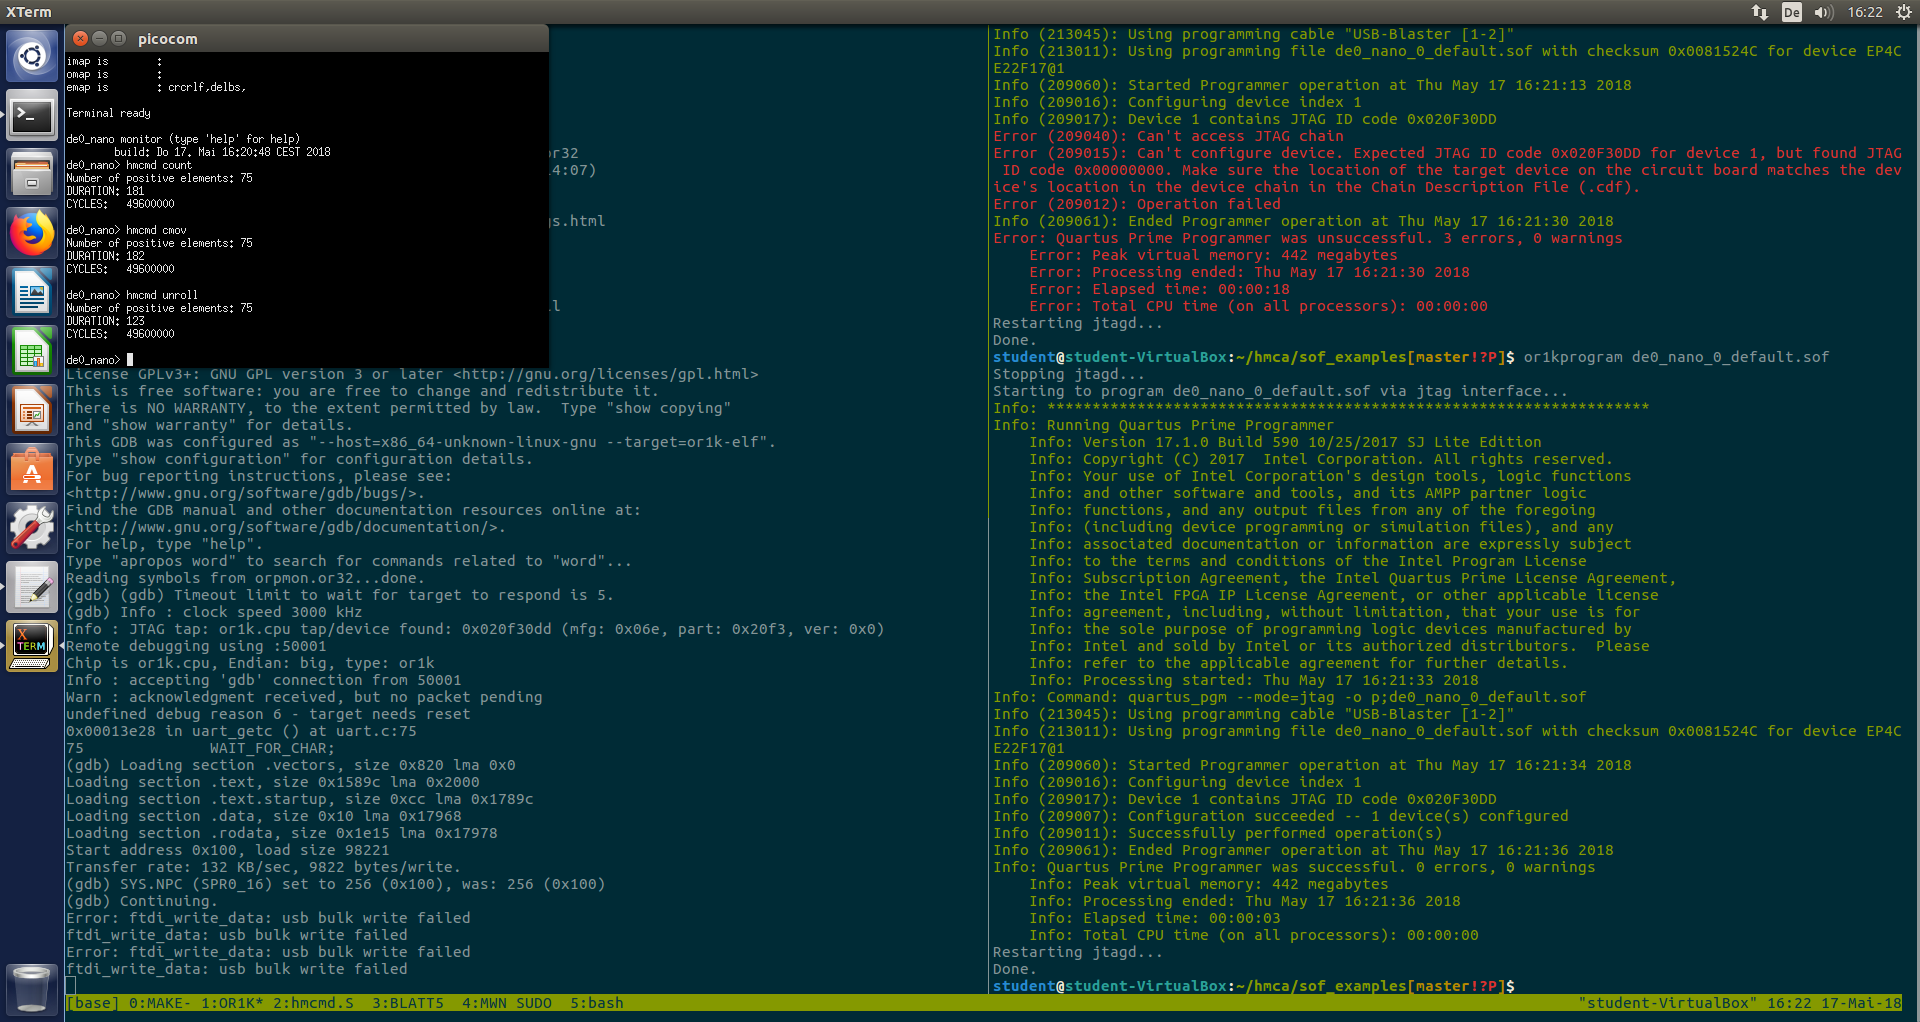 XTerm
De
16:22
picocom
imap is        :
omap is        :
emap is        : crcrlf,delbs,
Terminal ready
de0_nano monitor (type 'help' for help)
build: Do 17. Mai 16:20:48 CEST 2018
de0_nano> hmcmd count
Number of positive elements: 75
DURATION: 181
CYCLES:   49600000
de0_nano> hmcmd cmov
Number of positive elements: 75
DURATION: 182
CYCLES:   49600000
de0_nano> hmcmd unroll
Number of positive elements: 75
DURATION: 123
CYCLES:   49600000
de0_nano>
or32
4:07)
gs.html
License GPLv3+: GNU GPL version 3 or later <http://gnu.org/licenses/gpl.html>
This is free software: you are free to change and redistribute it.
There is NO WARRANTY, to the extent permitted by law.  Type "show copying"
and "show warranty" for details.
This GDB was configured as "--host=x86_64-unknown-linux-gnu --target=or1k-elf".
Type "show configuration" for configuration details.
For bug reporting instructions, please see:
<http://www.gnu.org/software/gdb/bugs/>.
Find the GDB manual and other documentation resources online at:
<http://www.gnu.org/software/gdb/documentation/>.
For help, type "help".
Type "apropos word" to search for commands related to "word"...
Reading symbols from orpmon.or32...done.
(gdb) (gdb) Timeout limit to wait for target to respond is 5.
(gdb) Info : clock speed 3000 kHz
Info : JTAG tap: or1k.cpu tap/device found: 0x020f30dd (mfg: 0x06e, part: 0x20f3, ver: 0x0)
Remote debugging using :50001
Chip is or1k.cpu, Endian: big, type: or1k
Info : accepting 'gdb' connection from 50001
Warn : acknowledgment received, but no packet pending
undefined debug reason 6 - target needs reset
0x00013e28 in uart_getc () at uart.c:75
75              WAIT_FOR_CHAR;
(gdb) Loading section .vectors, size 0x820 lma 0x0
Loading section .text, size 0x1589c lma 0x2000
Loading section .text.startup, size 0xcc lma 0x1789c
Loading section .data, size 0x10 lma 0x17968
Loading section .rodata, size 0x1e15 lma 0x17978
Start address 0x100, load size 98221
Transfer rate: 132 KB/sec, 9822 bytes/write.
(gdb) SYS.NPC (SPR0_16) set to 256 (0x100), was: 256 (0x100)
(gdb) Continuing.
Error: ftdi_write_data: usb bulk write failed
ftdi_write_data: usb bulk write failed
Error: ftdi_write_data: usb bulk write failed
ftdi_write_data: usb bulk write failed
Info (213045): Using programming cable "USB-Blaster [1-2]"
Info (213011): Using programming file de0_nano_0_default.sof with checksum 0x0081524C for device EP4C
E22F17@1
Info (209060): Started Programmer operation at Thu May 17 16:21:13 2018
Info (209016): Configuring device index 1
Info (209017): Device 1 contains JTAG ID code 0x020F30DD
Error (209040): Can't access JTAG chain
Error (209015): Can't configure device. Expected JTAG ID code 0x020F30DD for device 1, but found JTAG
ID code 0x00000000. Make sure the location of the target device on the circuit board matches the dev
ice's location in the device chain in the Chain Description File (.cdf).
Error (209012): Operation failed
Info (209061): Ended Programmer operation at Thu May 17 16:21:30 2018
Error: Quartus Prime Programmer was unsuccessful. 3 errors, 0 warnings
Error: Peak virtual memory: 442 megabytes
Error: Processing ended: Thu May 17 16:21:30 2018
Error: Elapsed time: 00:00:18
Error: Total CPU time (on all processors): 00:00:00
Restarting jtagd...
Done.
student@student-VirtualBox:~/hmca/sof_examples[master!?P]$ or1kprogram de0_nano_0_default.sof
Stopping jtagd...
Starting to program de0_nano_0_default.sof via jtag interface...
Info: *******************************************************************
Info: Running Quartus Prime Programmer
Info: Version 17.1.0 Build 590 10/25/2017 SJ Lite Edition
Info: Copyright (C) 2017  Intel Corporation. All rights reserved.
Info: Your use of Intel Corporation's design tools, logic functions
Info: and other software and tools, and its AMPP partner logic
Info: functions, and any output files from any of the foregoing
Info: (including device programming or simulation files), and any
Info: associated documentation or information are expressly subject
Info: to the terms and conditions of the Intel Program License
Info: Subscription Agreement, the Intel Quartus Prime License Agreement,
Info: the Intel FPGA IP License Agreement, or other applicable license
Info: agreement, including, without limitation, that your use is for
Info: the sole purpose of programming logic devices manufactured by
Info: Intel and sold by Intel or its authorized distributors.  Please
Info: refer to the applicable agreement for further details.
Info: Processing started: Thu May 17 16:21:33 2018
Info: Command: quartus_pgm --mode=jtag -o p;de0_nano_0_default.sof
Info (213045): Using programming cable "USB-Blaster [1-2]"
Info (213011): Using programming file de0_nano_0_default.sof with checksum 0x0081524C for device EP4C
E22F17@1
Info (209060): Started Programmer operation at Thu May 17 16:21:34 2018
Info (209016): Configuring device index 1
Info (209017): Device 1 contains JTAG ID code 0x020F30DD
Info (209007): Configuration succeeded -- 1 device(s) configured
Info (209011): Successfully performed operation(s)
Info (209061): Ended Programmer operation at Thu May 17 16:21:36 2018
Info: Quartus Prime Programmer was successful. 0 errors, 0 warnings
Info: Peak virtual memory: 442 megabytes
Info: Processing ended: Thu May 17 16:21:36 2018
Info: Elapsed time: 00:00:03
Info: Total CPU time (on all processors): 00:00:00
Restarting jtagd...
Done.
student@student-VirtualBox:~/hmca/sof_examples[master!?P]$
X TERM
[base] 0:MAKE- 1:OR1K* 2:hmcmd.S  3:BLATT5  4:MWN SUDO  5:bash
"student-VirtualBox" 16:22 17-Mai-18